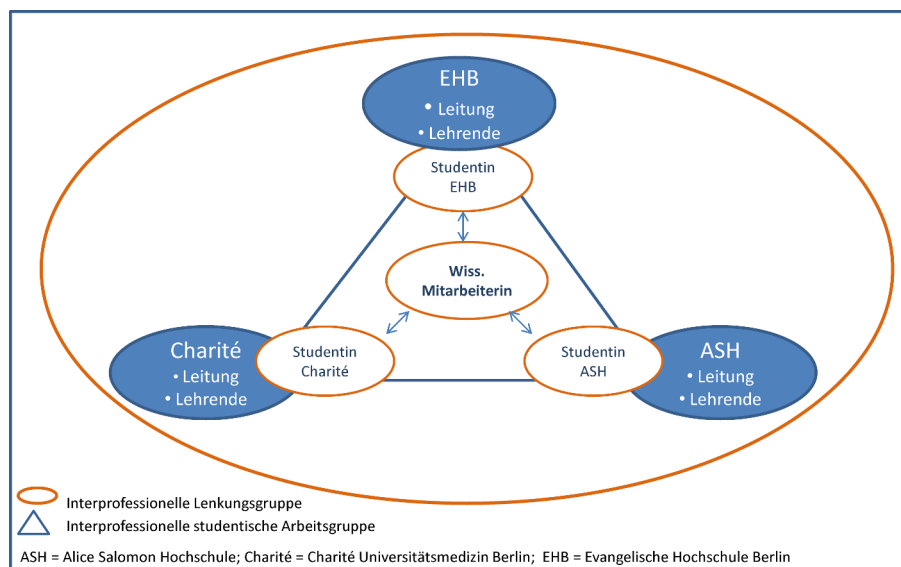 EHB
• Leitung
• Lehrende
Studentin
EHB
Wiss.
Mitarbeiterin
Charité
• Leitung
• Lehrende
Studentin
Charité
Studentin
ASH
ASH
• Leitung
• Lehrende
Interprofessionelle Lenkungsgruppe
Interprofessionelle studentische Arbeitsgruppe
ASH = Alice Salomon Hochschule; Charité = Charité Universitätsmedizin Berlin; EHB = Evangelische Hochschule Berlin